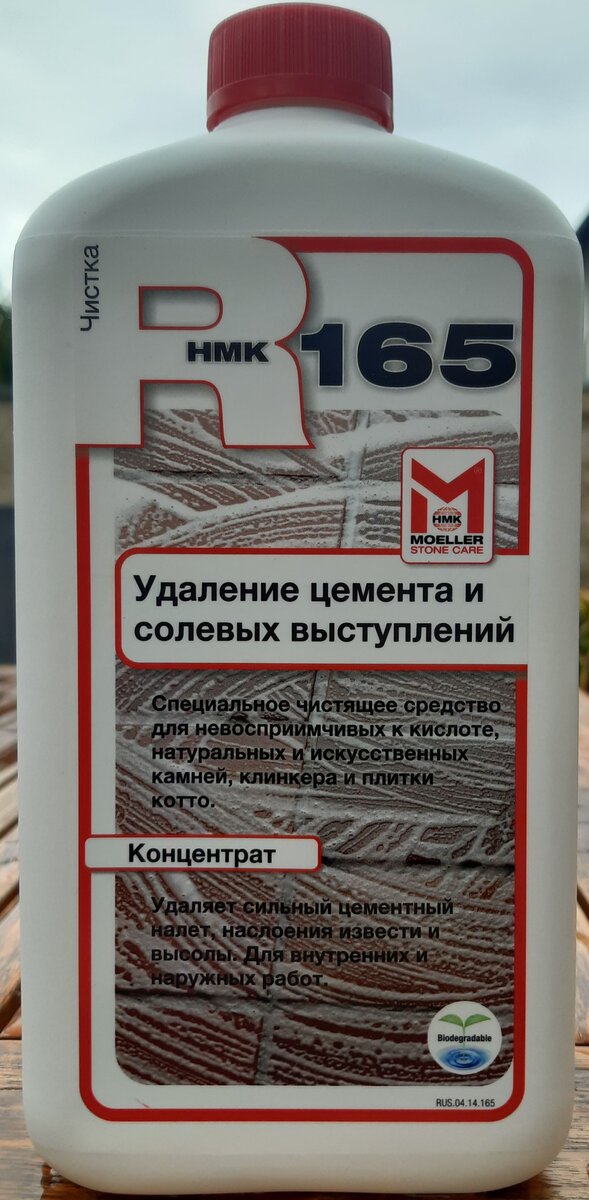 Чистка
R HMK 165
M®
HMK
MOELLER
STONE CARE
Удаление цемента и
солевых выступлений
Специальное чистящее средство
для невосприимчивых к кислоте,
натуральных и искусственных
камней, клинкера и плитки
котто.
Концентрат
Удаляет сильный цементный
налет, наслоения извести и
высолы. Для внутренних и
наружных работ.
Biodegradable
RUS.04.14.165